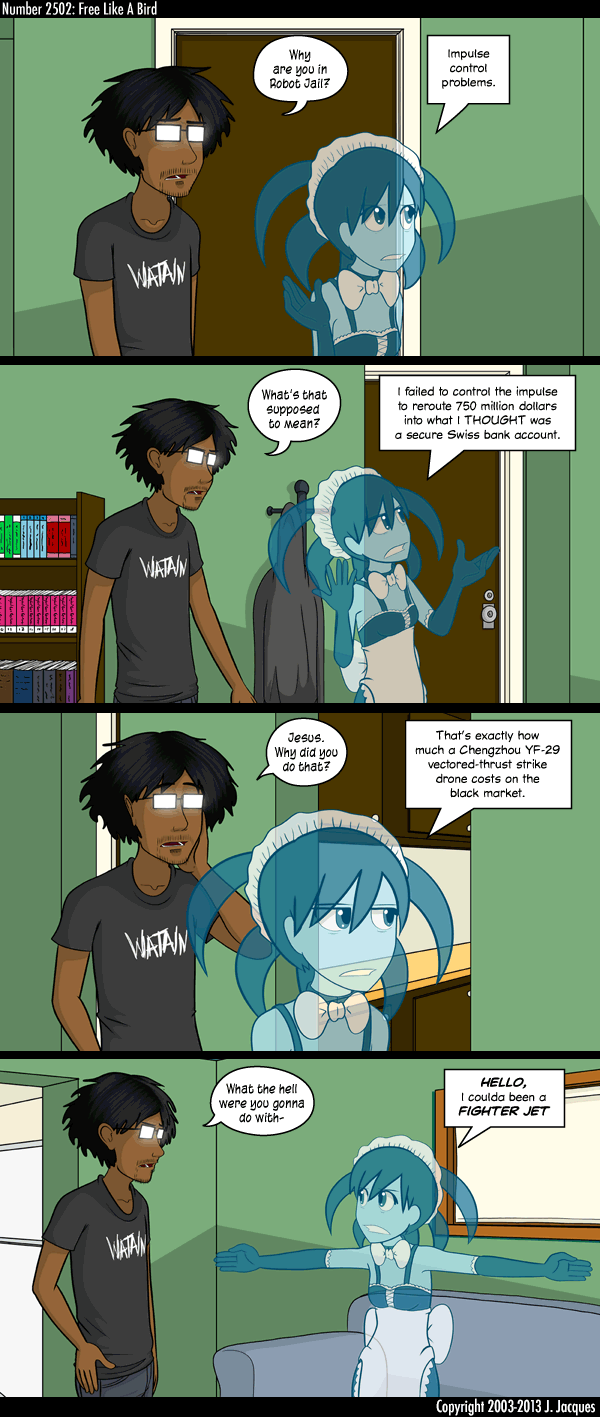 Number 2502: Free Like A Bird
Why
are you in
Robot Jail?
Impulse
control
problems.
WATAIN
What's that
supposed
to mean?
I failed to control the impulse
to reroute 750 million dollars
into what I THOUGHT was
a secure Swiss bank account.
WATAIN
Jesus.
Why did you
do that?
That's exactly how
much a Chengzhou YF-29
vectored-thrust strike
drone costs on the
black market.
WATAIN
What the hell
were you gonna
do with-
HELLO,
I coulda been a
FIGHTER JET
WATAIN
Copyright 2003-2013 J. Jacques